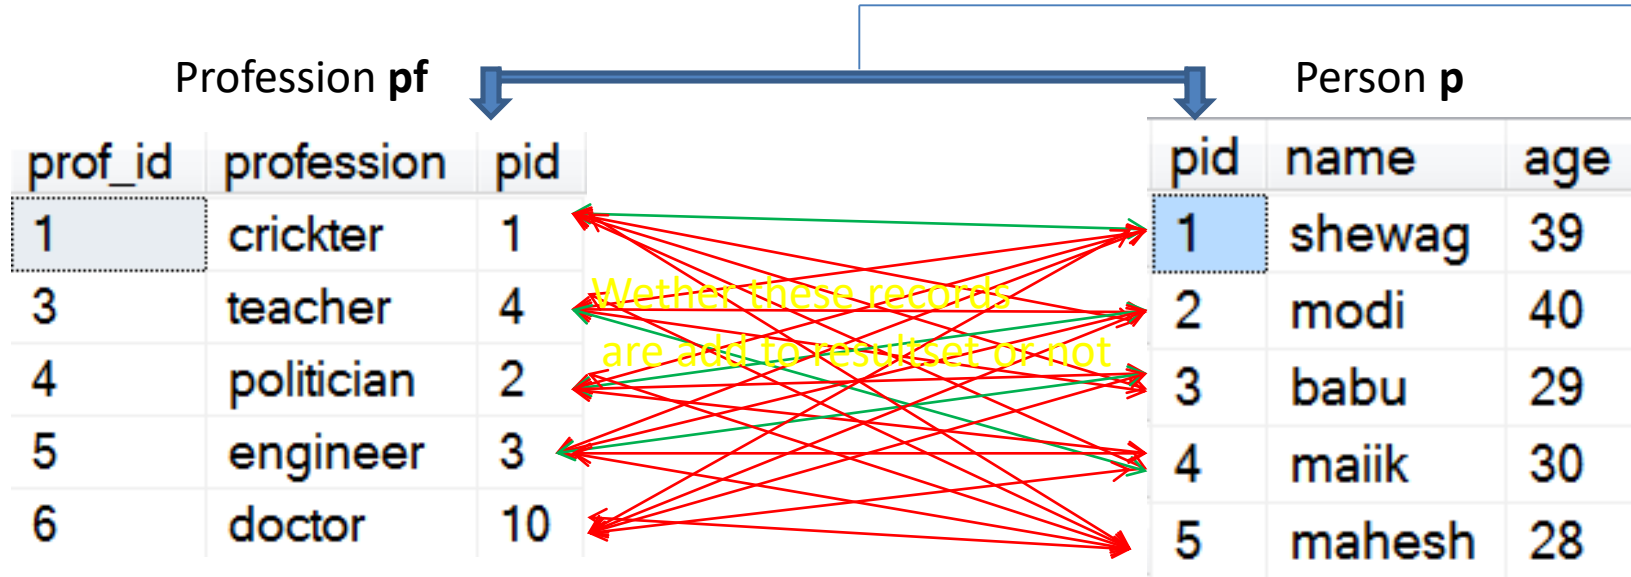 Profession pf
Person p
prof_id profession pid
1 crickter 1
3 teacher 4
4 politician 2
5 engineer 3
6 doctor 10
Wether these records
are add to resultset or not
pid name age
1 shewag 39
2 modi 40
3 babu 29
4 maiik 30
5 mahesh 28